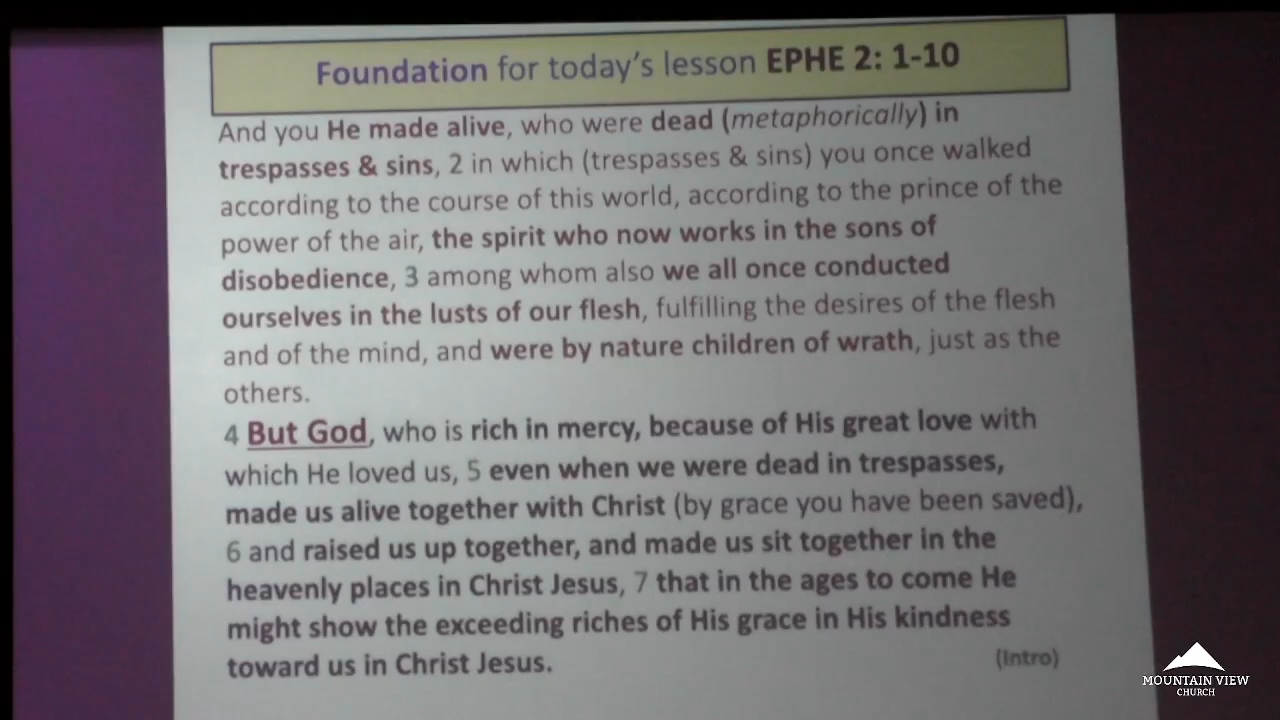 Foundation for today's lesson EPHE 2: 1-10
And you He made alive, who were dead (metaphorically) in
trespasses & sins, 2 in which (trespasses & sins) you once walked
according to the course of this world, according to the prince of the
power of the air, the spirit who now works in the sons of
disobedience, 3 among whom also we all once conducted
ourselves in the lusts of our flesh, fulfilling the desires of the flesh
and of the mind, and were by nature children of wrath, just as the
others.
4 But God, who is rich in mercy, because of His great love with
which He loved us, 5 even when we were dead in trespasses,
made us alive together with Christ (by grace you have been saved),
6 and raised us up together, and made us sit together in the
heavenly places in Christ Jesus, 7 that in the ages to come He
might show the exceeding riches of His grace in His kindness
toward us in Christ Jesus.
(Intro)
MOUNTAIN VIEW
CHURCH